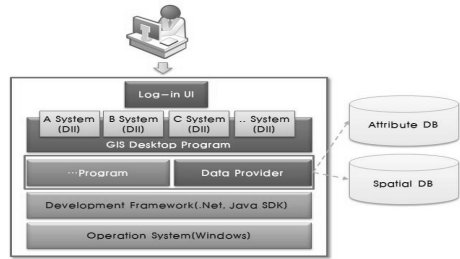 Log-in UI
A System
(Dll)
B System
(Dll)
C System
(Dll)
.. System
(Dll)
GIS Desktop Program
...Program
Data Provider
Development Framework(.Net, Java SDK)
Operation System(Windows)
Attribute DB
Spatial DB